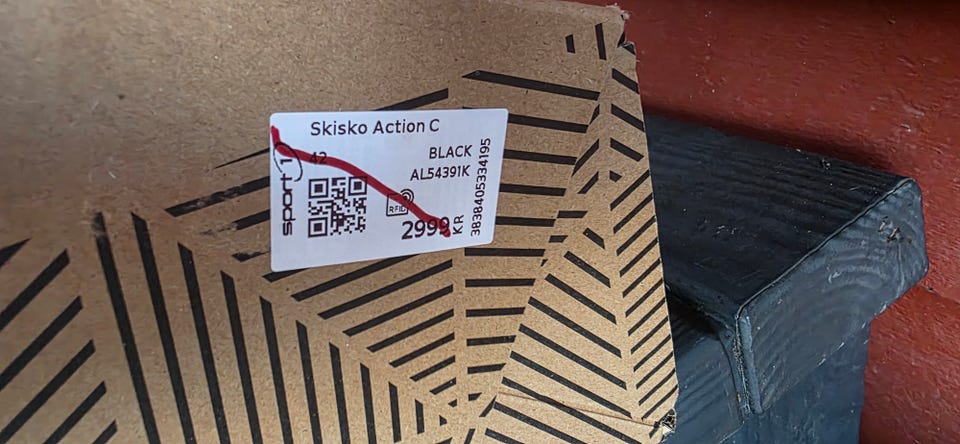 Skisko Action C
42
BLACK
AL54391K
sport 1
RFID
2999 KR
3838405334195